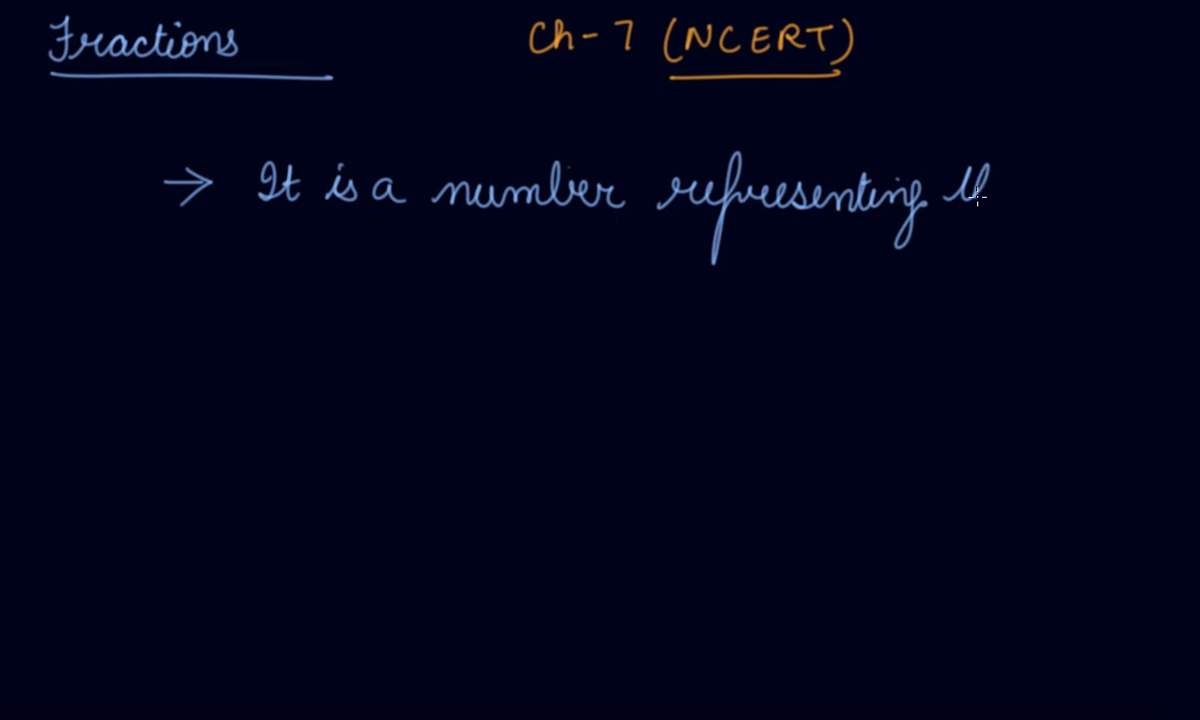 Fractions Ch-7 (NCERT)
→ It is a number representing